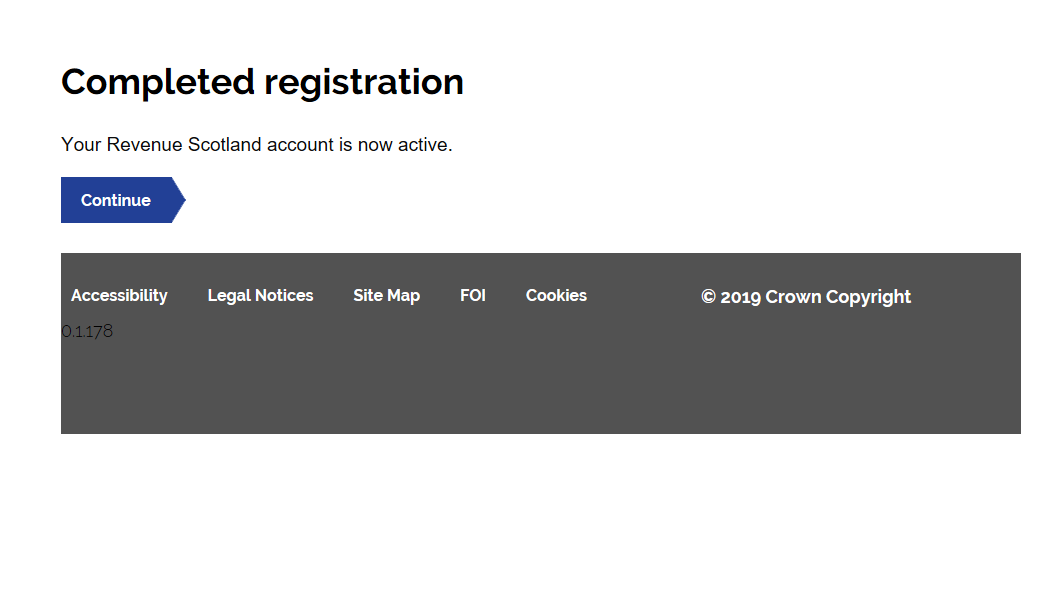 Completed registration
Your Revenue Scotland account is now active.
Continue
Accessibility Legal Notices Site Map FOI Cookies © 2019 Crown Copyright
0.1.178